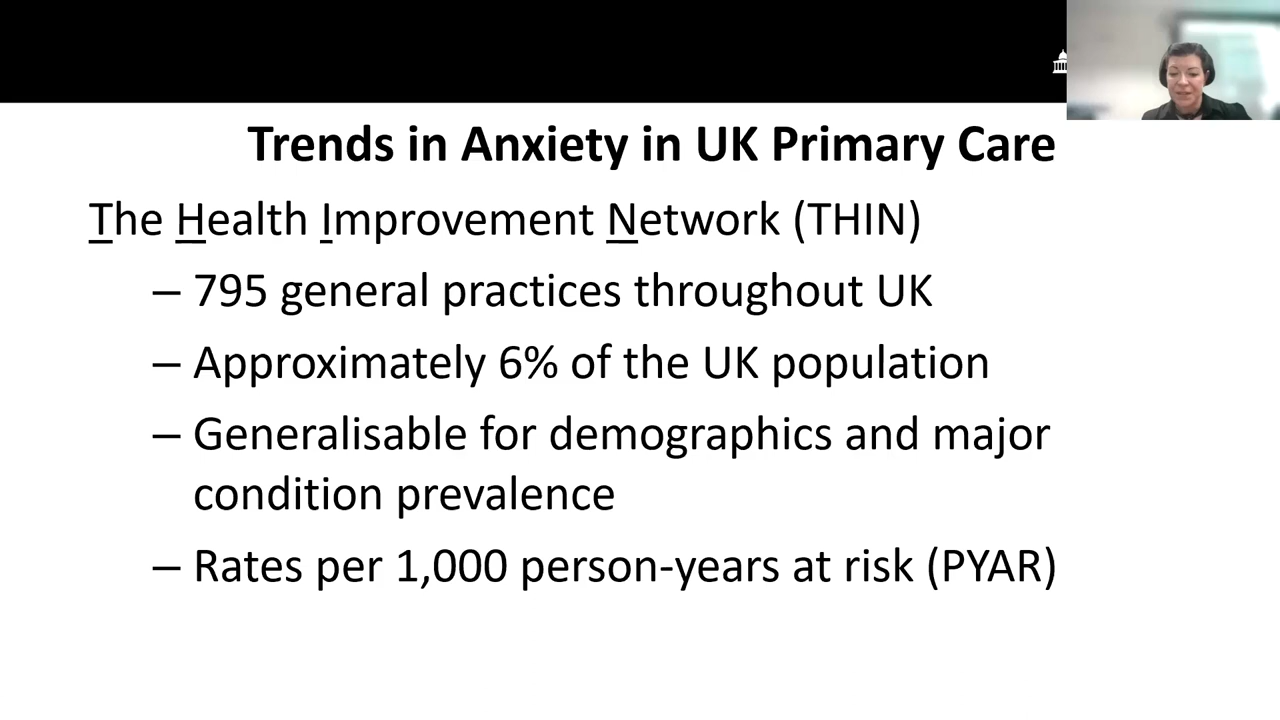 Trends in Anxiety in UK Primary Care
The Health Improvement Network (THIN)
– 795 general practices throughout UK
– Approximately 6% of the UK population
– Generalisable for demographics and major
condition prevalence
– Rates per 1,000 person-years at risk (PYAR)